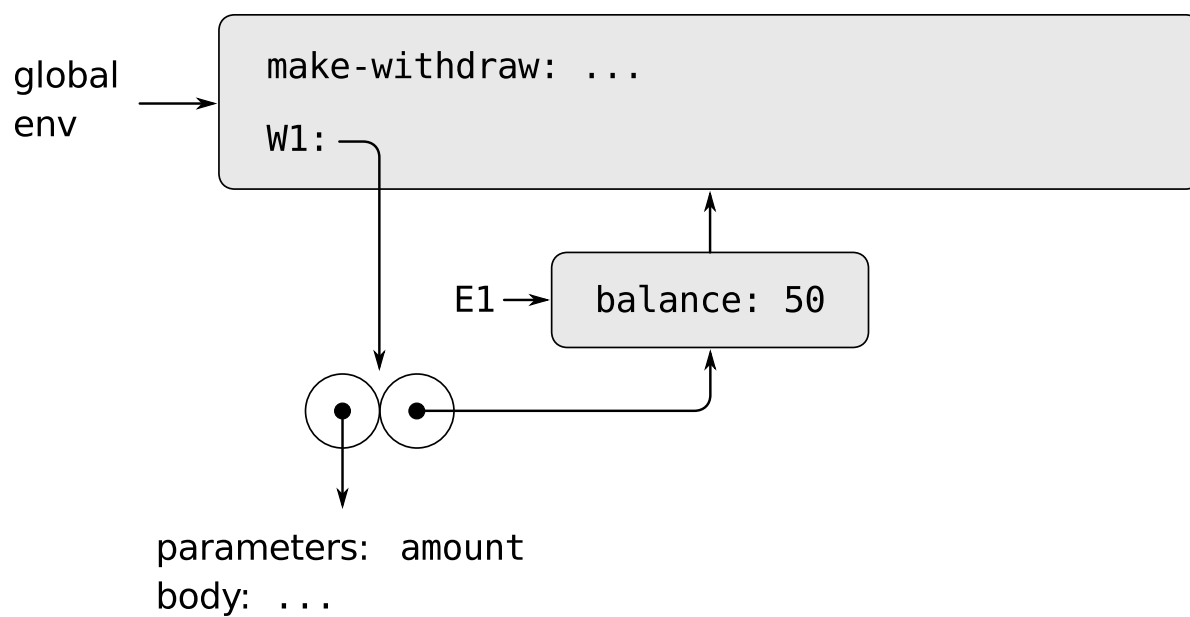 global
env
make-withdraw: ...
W1:
E1
balance: 50
parameters: amount
body: ...